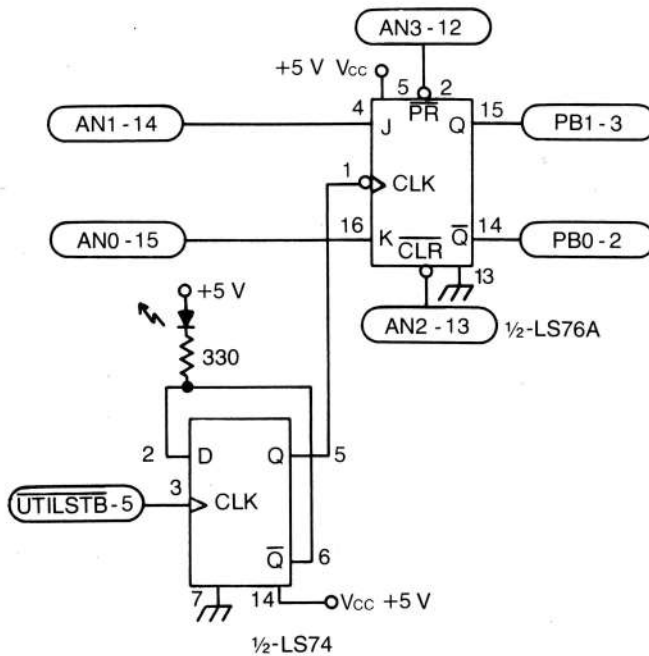 AN3-12
+5 V Vcc
5
2
AN1-14
4
J
PR
Q
15
PB1-3
1
CLK
AN0-15
16
K
CLR
Q
14
PB0-2
13
AN2-13
½-LS76A
+5 V
330
2
D
Q
5
UTILSTB-5
3
CLK
Q
6
7
14
Vcc +5 V
½-LS74